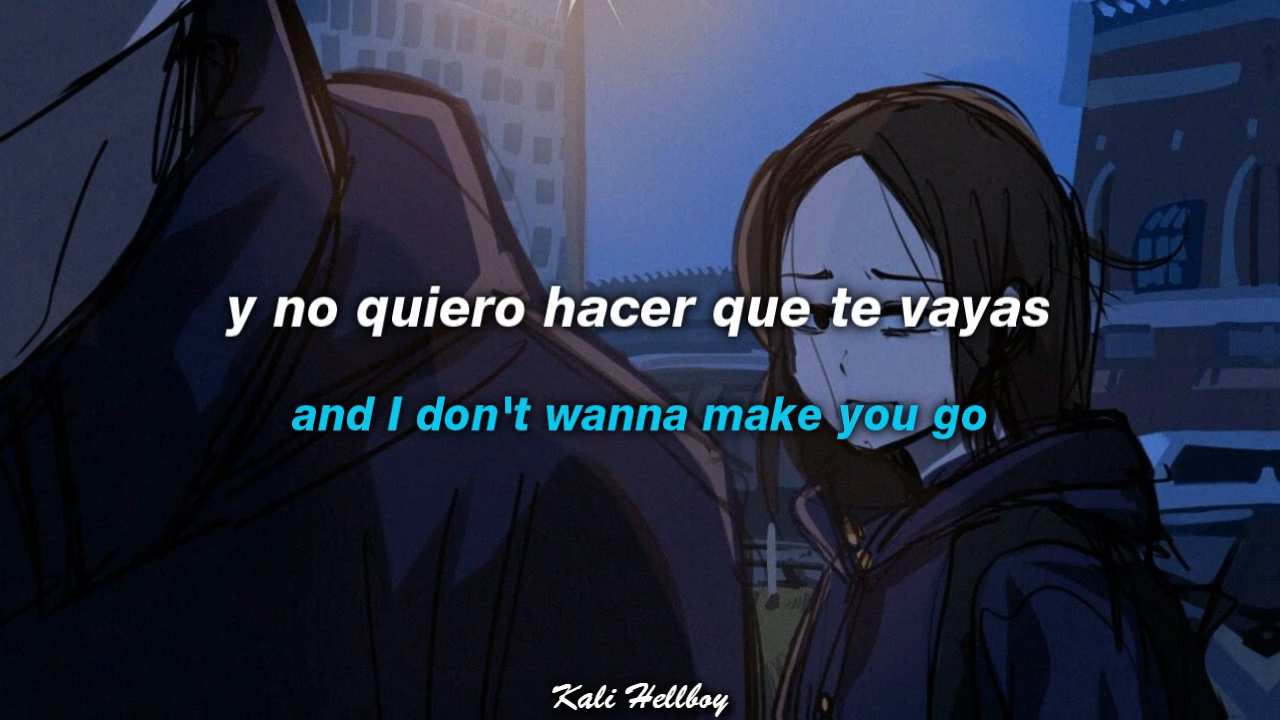 y no quiero hacer que te vayas
and I don't wanna make you go
Kali Hellboy